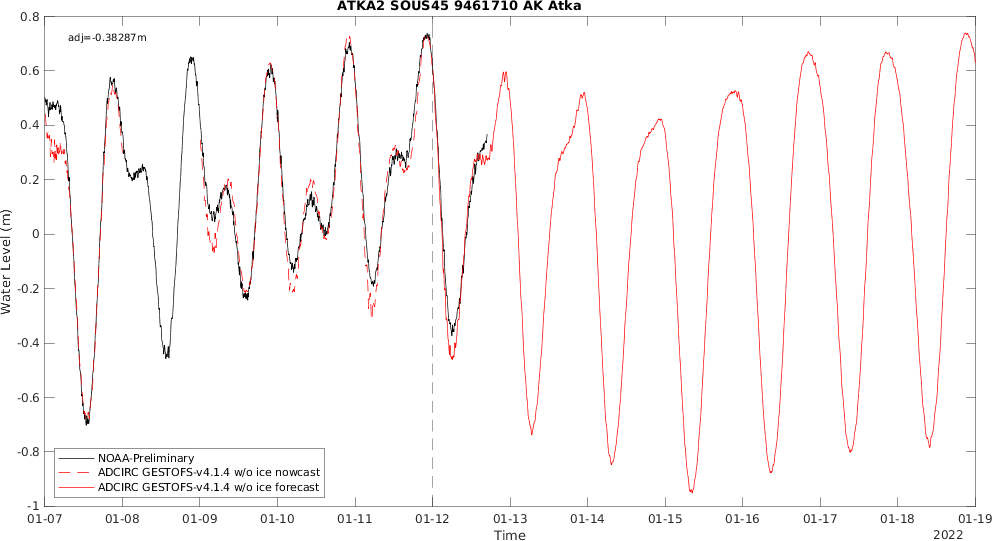 ATKA2 SOUS45 9461710 AK Atka
adj=-0.38287m
0.8
0.6
0.4
0.2
0
-0.2
-0.4
-0.6
-0.8
-1
Water Level (m)
NOAA-Preliminary
ADCIRC GESTOFS-v4.1.4 w/o ice nowcast
ADCIRC GESTOFS-v4.1.4 w/o ice forecast
01-07 01-08 01-09 01-10 01-11 01-12 01-13 01-14 01-15 01-16 01-17 01-18 01-19
Time
2022